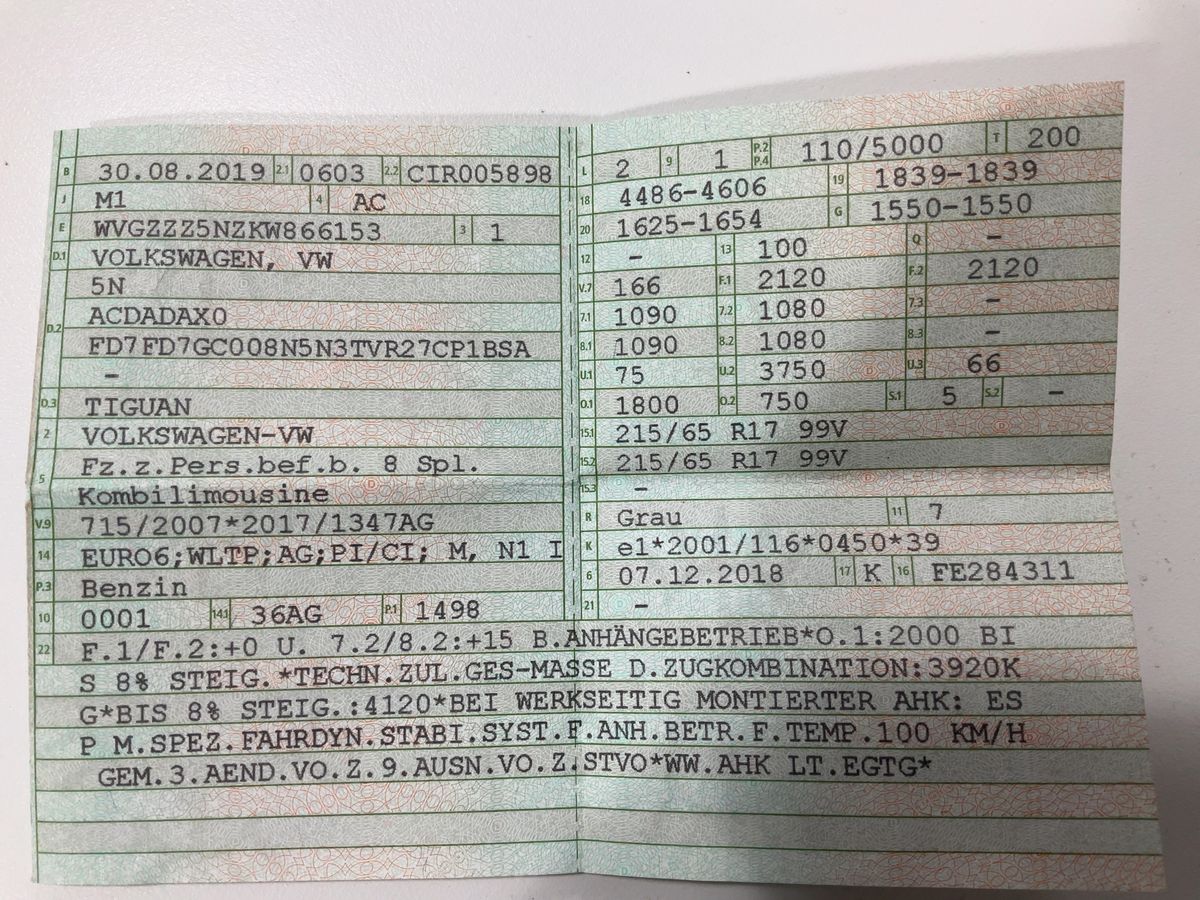 B 30.08.2019 2.1 0603 2.2 CIR005898
J M1 4 AC
E WVGZZZ5NZKW866153 3 1
D.1 VOLKSWAGEN, VW
5N
D.2 ACDADAX0
FD7FD7GC008N5N3TVR27CP1BSA
–
D.3 TIGUAN
2 VOLKSWAGEN-VW
5 Fz.z.Pers.bef.b. 8 Spl.
Kombilimousine
V.9 715/2007*2017/1347AG
14 EURO6;WLTP;AG;PI/CI; M, N1 I
P.3 Benzin
10 0001 14.1 36AG P.1 1498
L 2 9 1 P.2 P.4 110/5000 T 200
18 4486-4606 19 1839-1839
20 1625-1654 G 1550-1550
12 – 13 100 Q –
V.7 166 F.1 2120 F.2 2120
7.1 1090 7.2 1080 7.3 –
8.1 1090 8.2 1080 8.3 –
U.1 75 U.2 3750 U.3 66
O.1 1800 O.2 750 S.1 5 S.2 –
15.1 215/65 R17 99V
15.2 215/65 R17 99V
15.3 –
R Grau 11 7
K e1*2001/116*0450*39
6 07.12.2018 17 K 16 FE284311
21 –
22 F.1/F.2:+0 U. 7.2/8.2:+15 B.ANHÄNGEBETRIEB*O.1:2000 BI
S 8% STEIG.*TECHN.ZUL.GES-MASSE D.ZUGKOMBINATION:3920K
G*BIS 8% STEIG.:4120*BEI WERKSEITIG MONTIERTER AHK: ES
P M.SPEZ.FAHRDYN.STABI.SYST.F.ANH.BETR.F.TEMP.100 KM/H
GEM.3.AEND.VO.Z.9.AUSN.VO.Z.STVO*WW.AHK LT.EGTG*